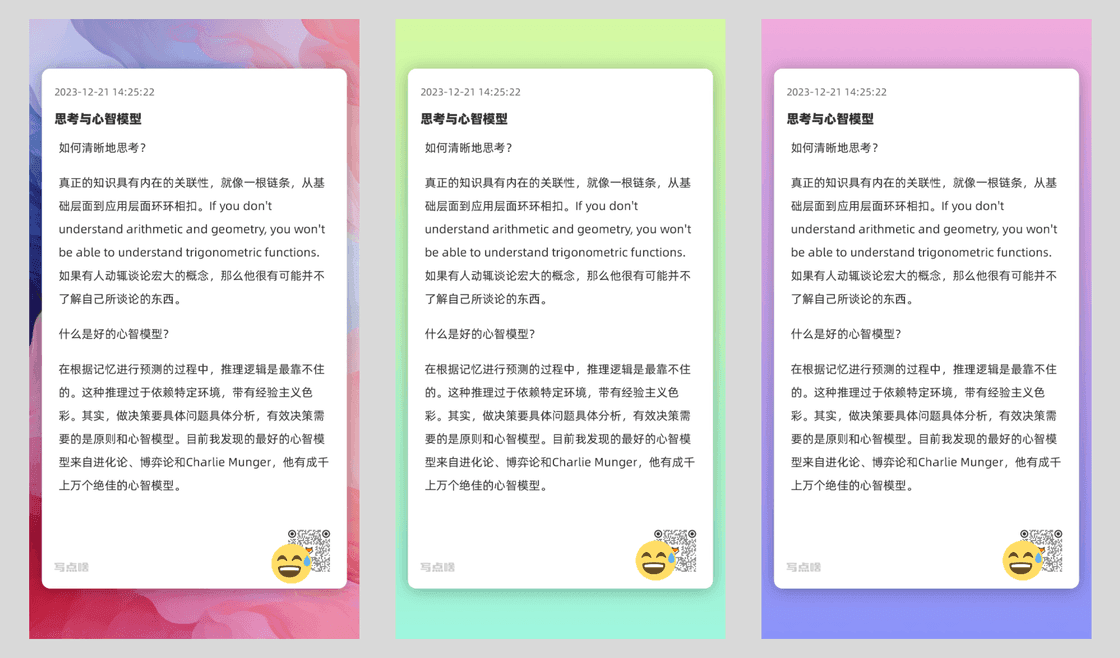 2023-12-21 14:25:22
思考与心智模型
如何清晰地思考？
真正的知识具有内在的关联性，就像一根链条，从基
础层面到应用层面环环相扣。If you don't
understand arithmetic and geometry, you won't
be able to understand trigonometric functions.
如果有人动辄谈论宏大的概念，那么他很有可能并不
了解自己所谈论的东西。
什么是好的心智模型？
在根据记忆进行预测的过程中，推理逻辑是最靠不住
的。这种推理过于依赖特定环境，带有经验主义色
彩。其实，做决策要具体问题具体分析，有效决策需
要的是原则和心智模型。目前我发现的最好的心智模
型来自进化论、博弈论和Charlie Munger，他有成千
上万个绝佳的心智模型。
写点啥
2023-12-21 14:25:22
思考与心智模型
如何清晰地思考？
真正的知识具有内在的关联性，就像一根链条，从基
础层面到应用层面环环相扣。If you don't
understand arithmetic and geometry, you won't
be able to understand trigonometric functions.
如果有人动辄谈论宏大的概念，那么他很有可能并不
了解自己所谈论的东西。
什么是好的心智模型？
在根据记忆进行预测的过程中，推理逻辑是最靠不住
的。这种推理过于依赖特定环境，带有经验主义色
彩。其实，做决策要具体问题具体分析，有效决策需
要的是原则和心智模型。目前我发现的最好的心智模
型来自进化论、博弈论和Charlie Munger，他有成千
上万个绝佳的心智模型。
写点啥
2023-12-21 14:25:22
思考与心智模型
如何清晰地思考？
真正的知识具有内在的关联性，就像一根链条，从基
础层面到应用层面环环相扣。If you don't
understand arithmetic and geometry, you won't
be able to understand trigonometric functions.
如果有人动辄谈论宏大的概念，那么他很有可能并不
了解自己所谈论的东西。
什么是好的心智模型？
在根据记忆进行预测的过程中，推理逻辑是最靠不住
的。这种推理过于依赖特定环境，带有经验主义色
彩。其实，做决策要具体问题具体分析，有效决策需
要的是原则和心智模型。目前我发现的最好的心智模
型来自进化论、博弈论和Charlie Munger，他有成千
上万个绝佳的心智模型。
写点啥